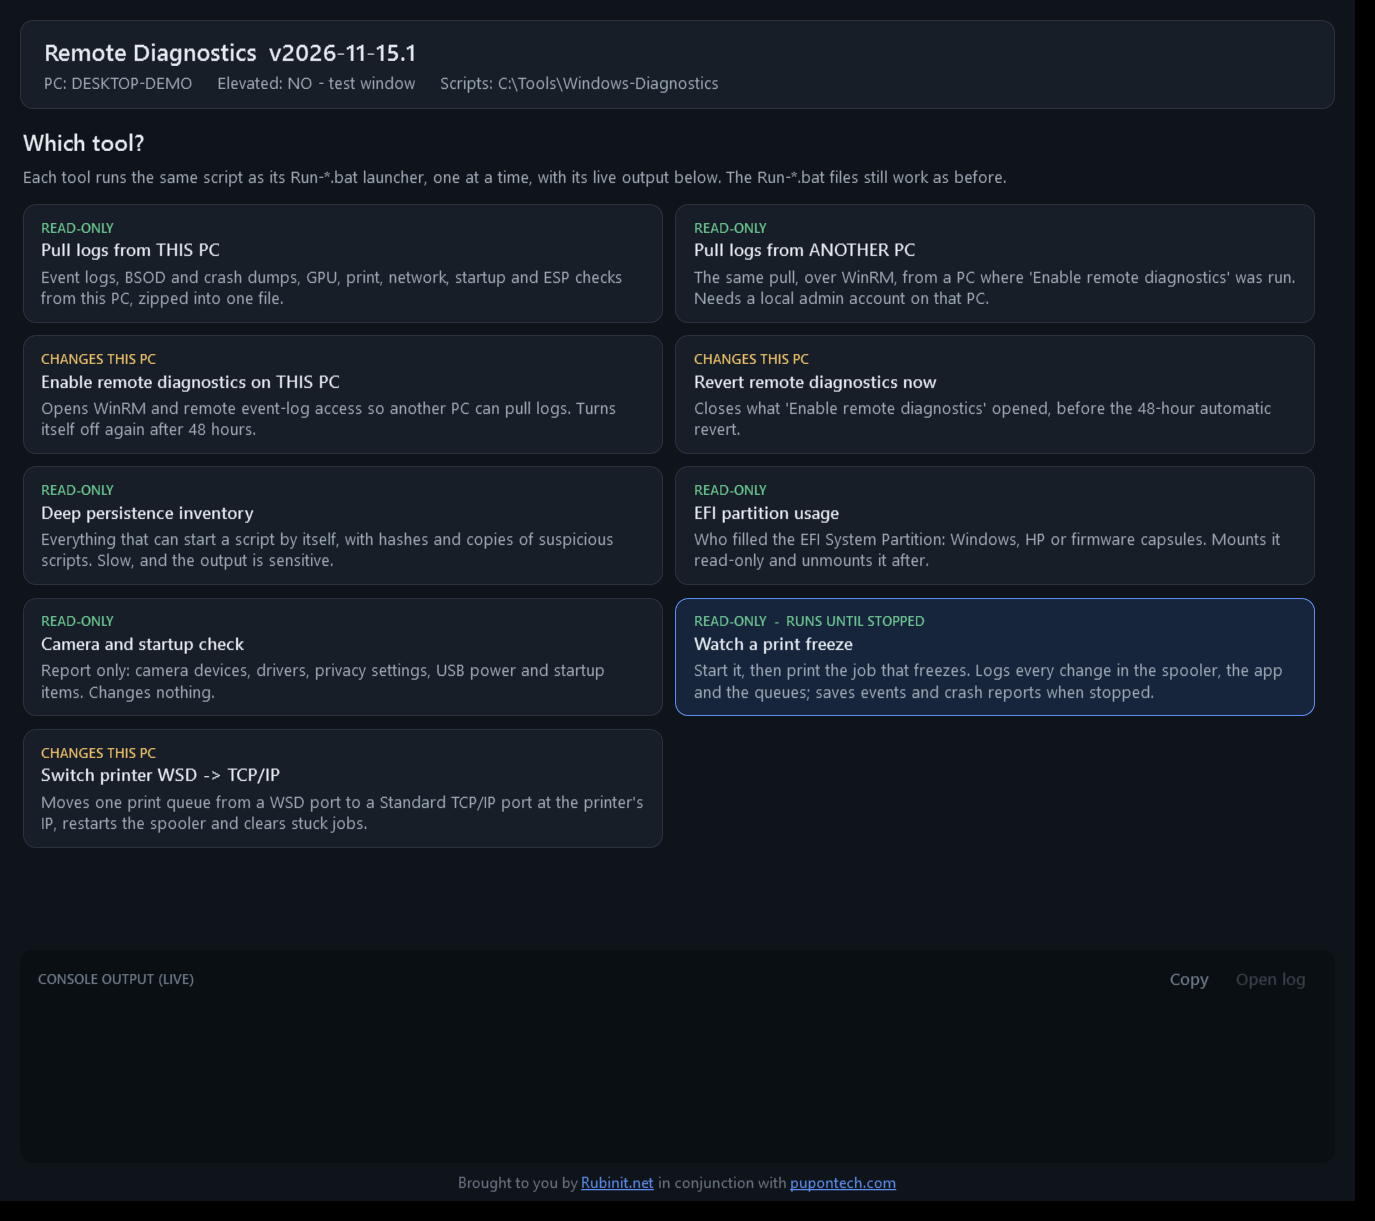 Remote Diagnostics v2026-11-15.1
PC: DESKTOP-DEMO Elevated: NO - test window Scripts: C:\Tools\Windows-Diagnostics
Which tool?
Each tool runs the same script as its Run-*.bat launcher, one at a time, with its live output below. The Run-*.bat files still work as before.
READ-ONLY
Pull logs from THIS PC
Event logs, BSOD and crash dumps, GPU, print, network, startup and ESP checks
from this PC, zipped into one file.
READ-ONLY
Pull logs from ANOTHER PC
The same pull, over WinRM, from a PC where 'Enable remote diagnostics' was run.
Needs a local admin account on that PC.
CHANGES THIS PC
Enable remote diagnostics on THIS PC
Opens WinRM and remote event-log access so another PC can pull logs. Turns
itself off again after 48 hours.
CHANGES THIS PC
Revert remote diagnostics now
Closes what 'Enable remote diagnostics' opened, before the 48-hour automatic
revert.
READ-ONLY
Deep persistence inventory
Everything that can start a script by itself, with hashes and copies of suspicious
scripts. Slow, and the output is sensitive.
READ-ONLY
EFI partition usage
Who filled the EFI System Partition: Windows, HP or firmware capsules. Mounts it
read-only and unmounts it after.
READ-ONLY
Camera and startup check
Report only: camera devices, drivers, privacy settings, USB power and startup
items. Changes nothing.
READ-ONLY - RUNS UNTIL STOPPED
Watch a print freeze
Start it, then print the job that freezes. Logs every change in the spooler, the app
and the queues; saves events and crash reports when stopped.
CHANGES THIS PC
Switch printer WSD -> TCP/IP
Moves one print queue from a WSD port to a Standard TCP/IP port at the printer's
IP, restarts the spooler and clears stuck jobs.
CONSOLE OUTPUT (LIVE)
Copy Open log
Brought to you by Rubinit.net in conjunction with pupontech.com